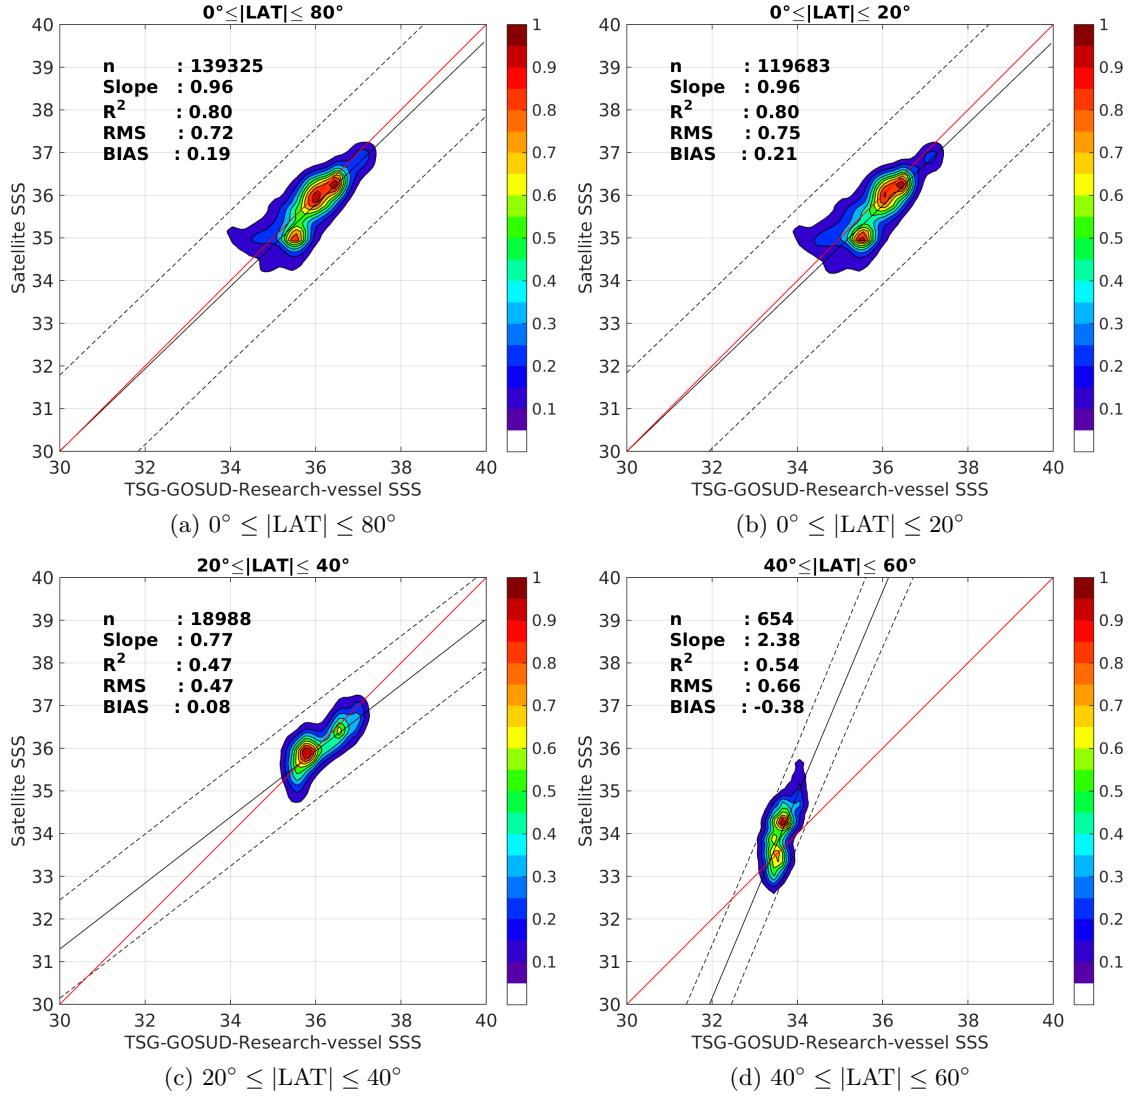 0°≤|LAT|≤ 80°
n : 139325
Slope : 0.96
R² : 0.80
RMS : 0.72
BIAS : 0.19
40
39
38
37
36
35
34
33
32
31
30
Satellite SSS
30 32 34 36 38 40
TSG-GOSUD-Research-vessel SSS
1
0.9
0.8
0.7
0.6
0.5
0.4
0.3
0.2
0.1
(a) 0° ≤ |LAT| ≤ 80°
0°≤|LAT|≤ 20°
n : 119683
Slope : 0.96
R² : 0.80
RMS : 0.75
BIAS : 0.21
40
39
38
37
36
35
34
33
32
31
30
Satellite SSS
30 32 34 36 38 40
TSG-GOSUD-Research-vessel SSS
1
0.9
0.8
0.7
0.6
0.5
0.4
0.3
0.2
0.1
(b) 0° ≤ |LAT| ≤ 20°
20°≤|LAT|≤ 40°
n : 18988
Slope : 0.77
R² : 0.47
RMS : 0.47
BIAS : 0.08
40
39
38
37
36
35
34
33
32
31
30
Satellite SSS
30 32 34 36 38 40
TSG-GOSUD-Research-vessel SSS
1
0.9
0.8
0.7
0.6
0.5
0.4
0.3
0.2
0.1
(c) 20° ≤ |LAT| ≤ 40°
40°≤|LAT|≤ 60°
n : 654
Slope : 2.38
R² : 0.54
RMS : 0.66
BIAS : -0.38
40
39
38
37
36
35
34
33
32
31
30
Satellite SSS
30 32 34 36 38 40
TSG-GOSUD-Research-vessel SSS
1
0.9
0.8
0.7
0.6
0.5
0.4
0.3
0.2
0.1
(d) 40° ≤ |LAT| ≤ 60°